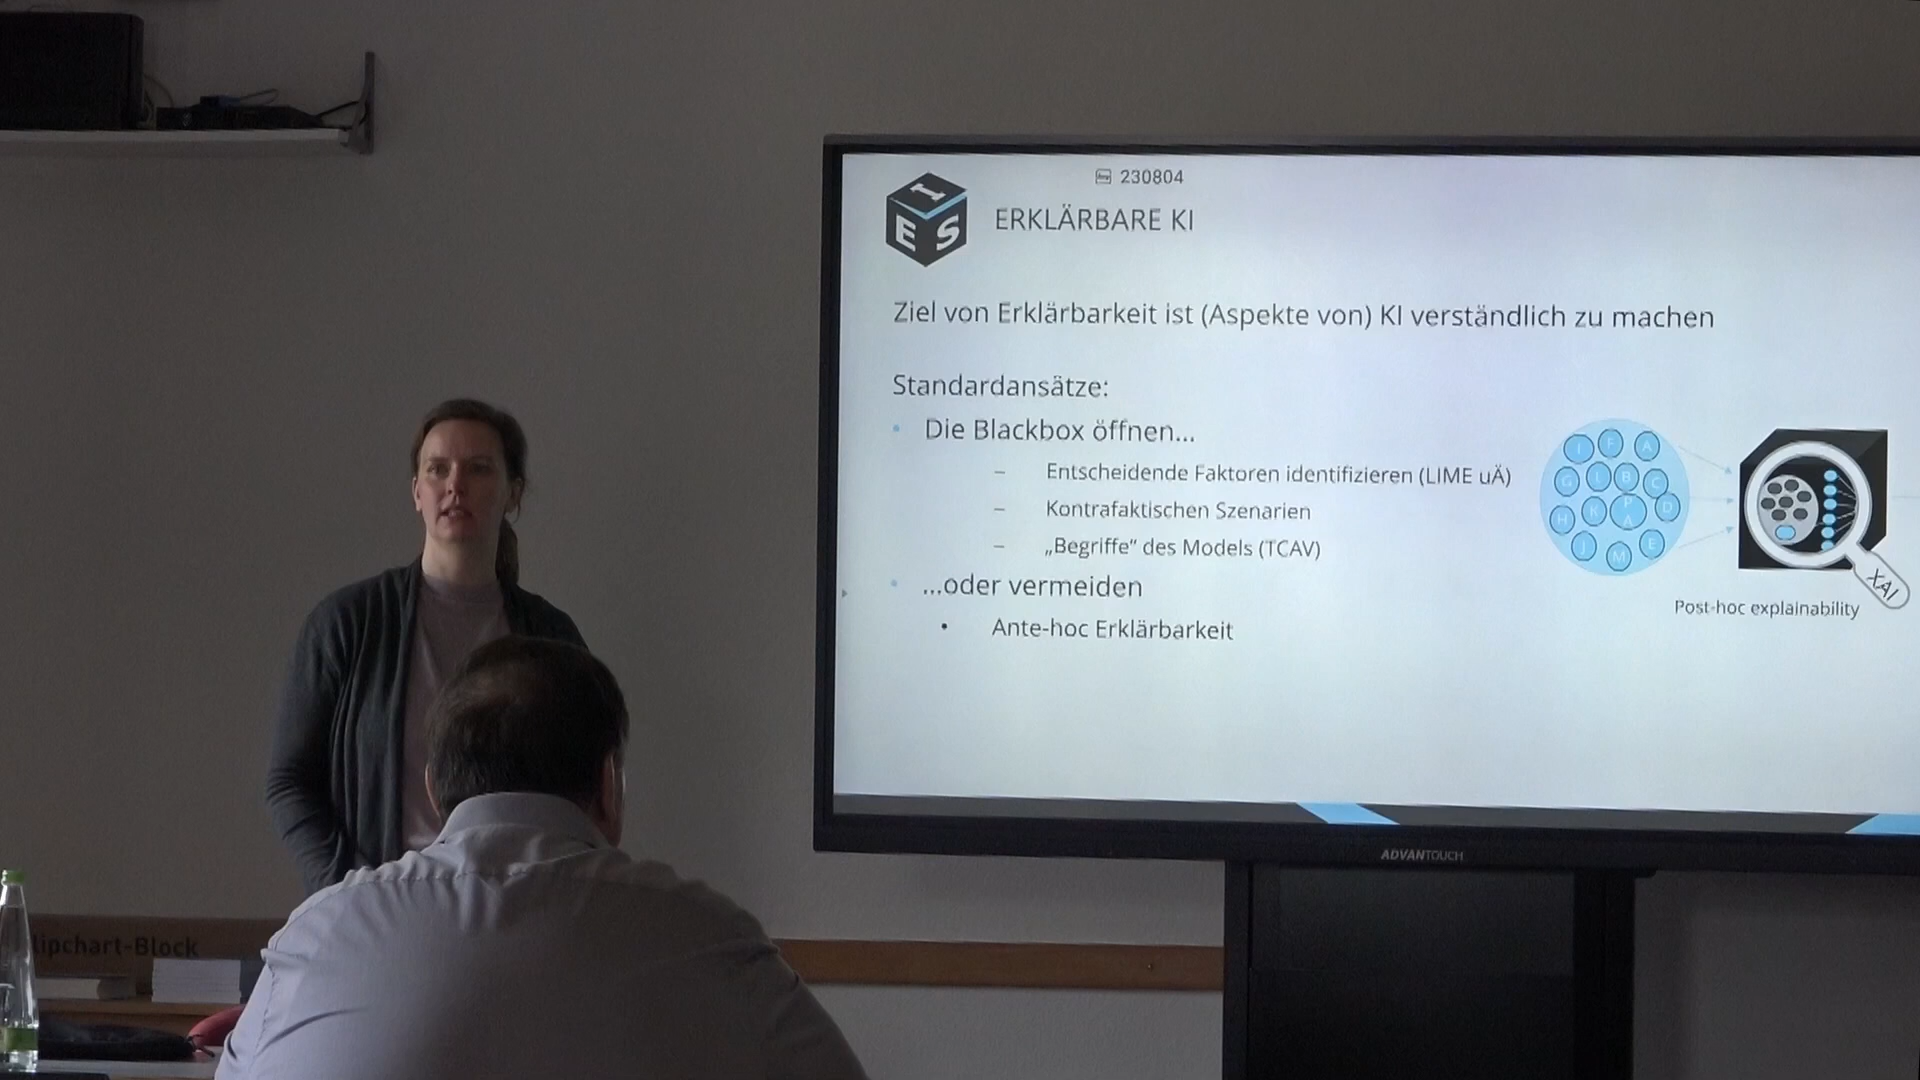 230804
I
E S
ERKLÄRBARE KI
Ziel von Erklärbarkeit ist (Aspekte von) KI verständlich zu machen
Standardansätze:
• Die Blackbox öffnen...
– Entscheidende Faktoren identifizieren (LIME uÄ)
– Kontrafaktischen Szenarien
– „Begriffe“ des Models (TCAV)
• ...oder vermeiden
• Ante-hoc Erklärbarkeit
I F A
G L B C
H K P A D
J M E
XAI
Post-hoc explainability
ADVANTOUCH
lipchart-Block